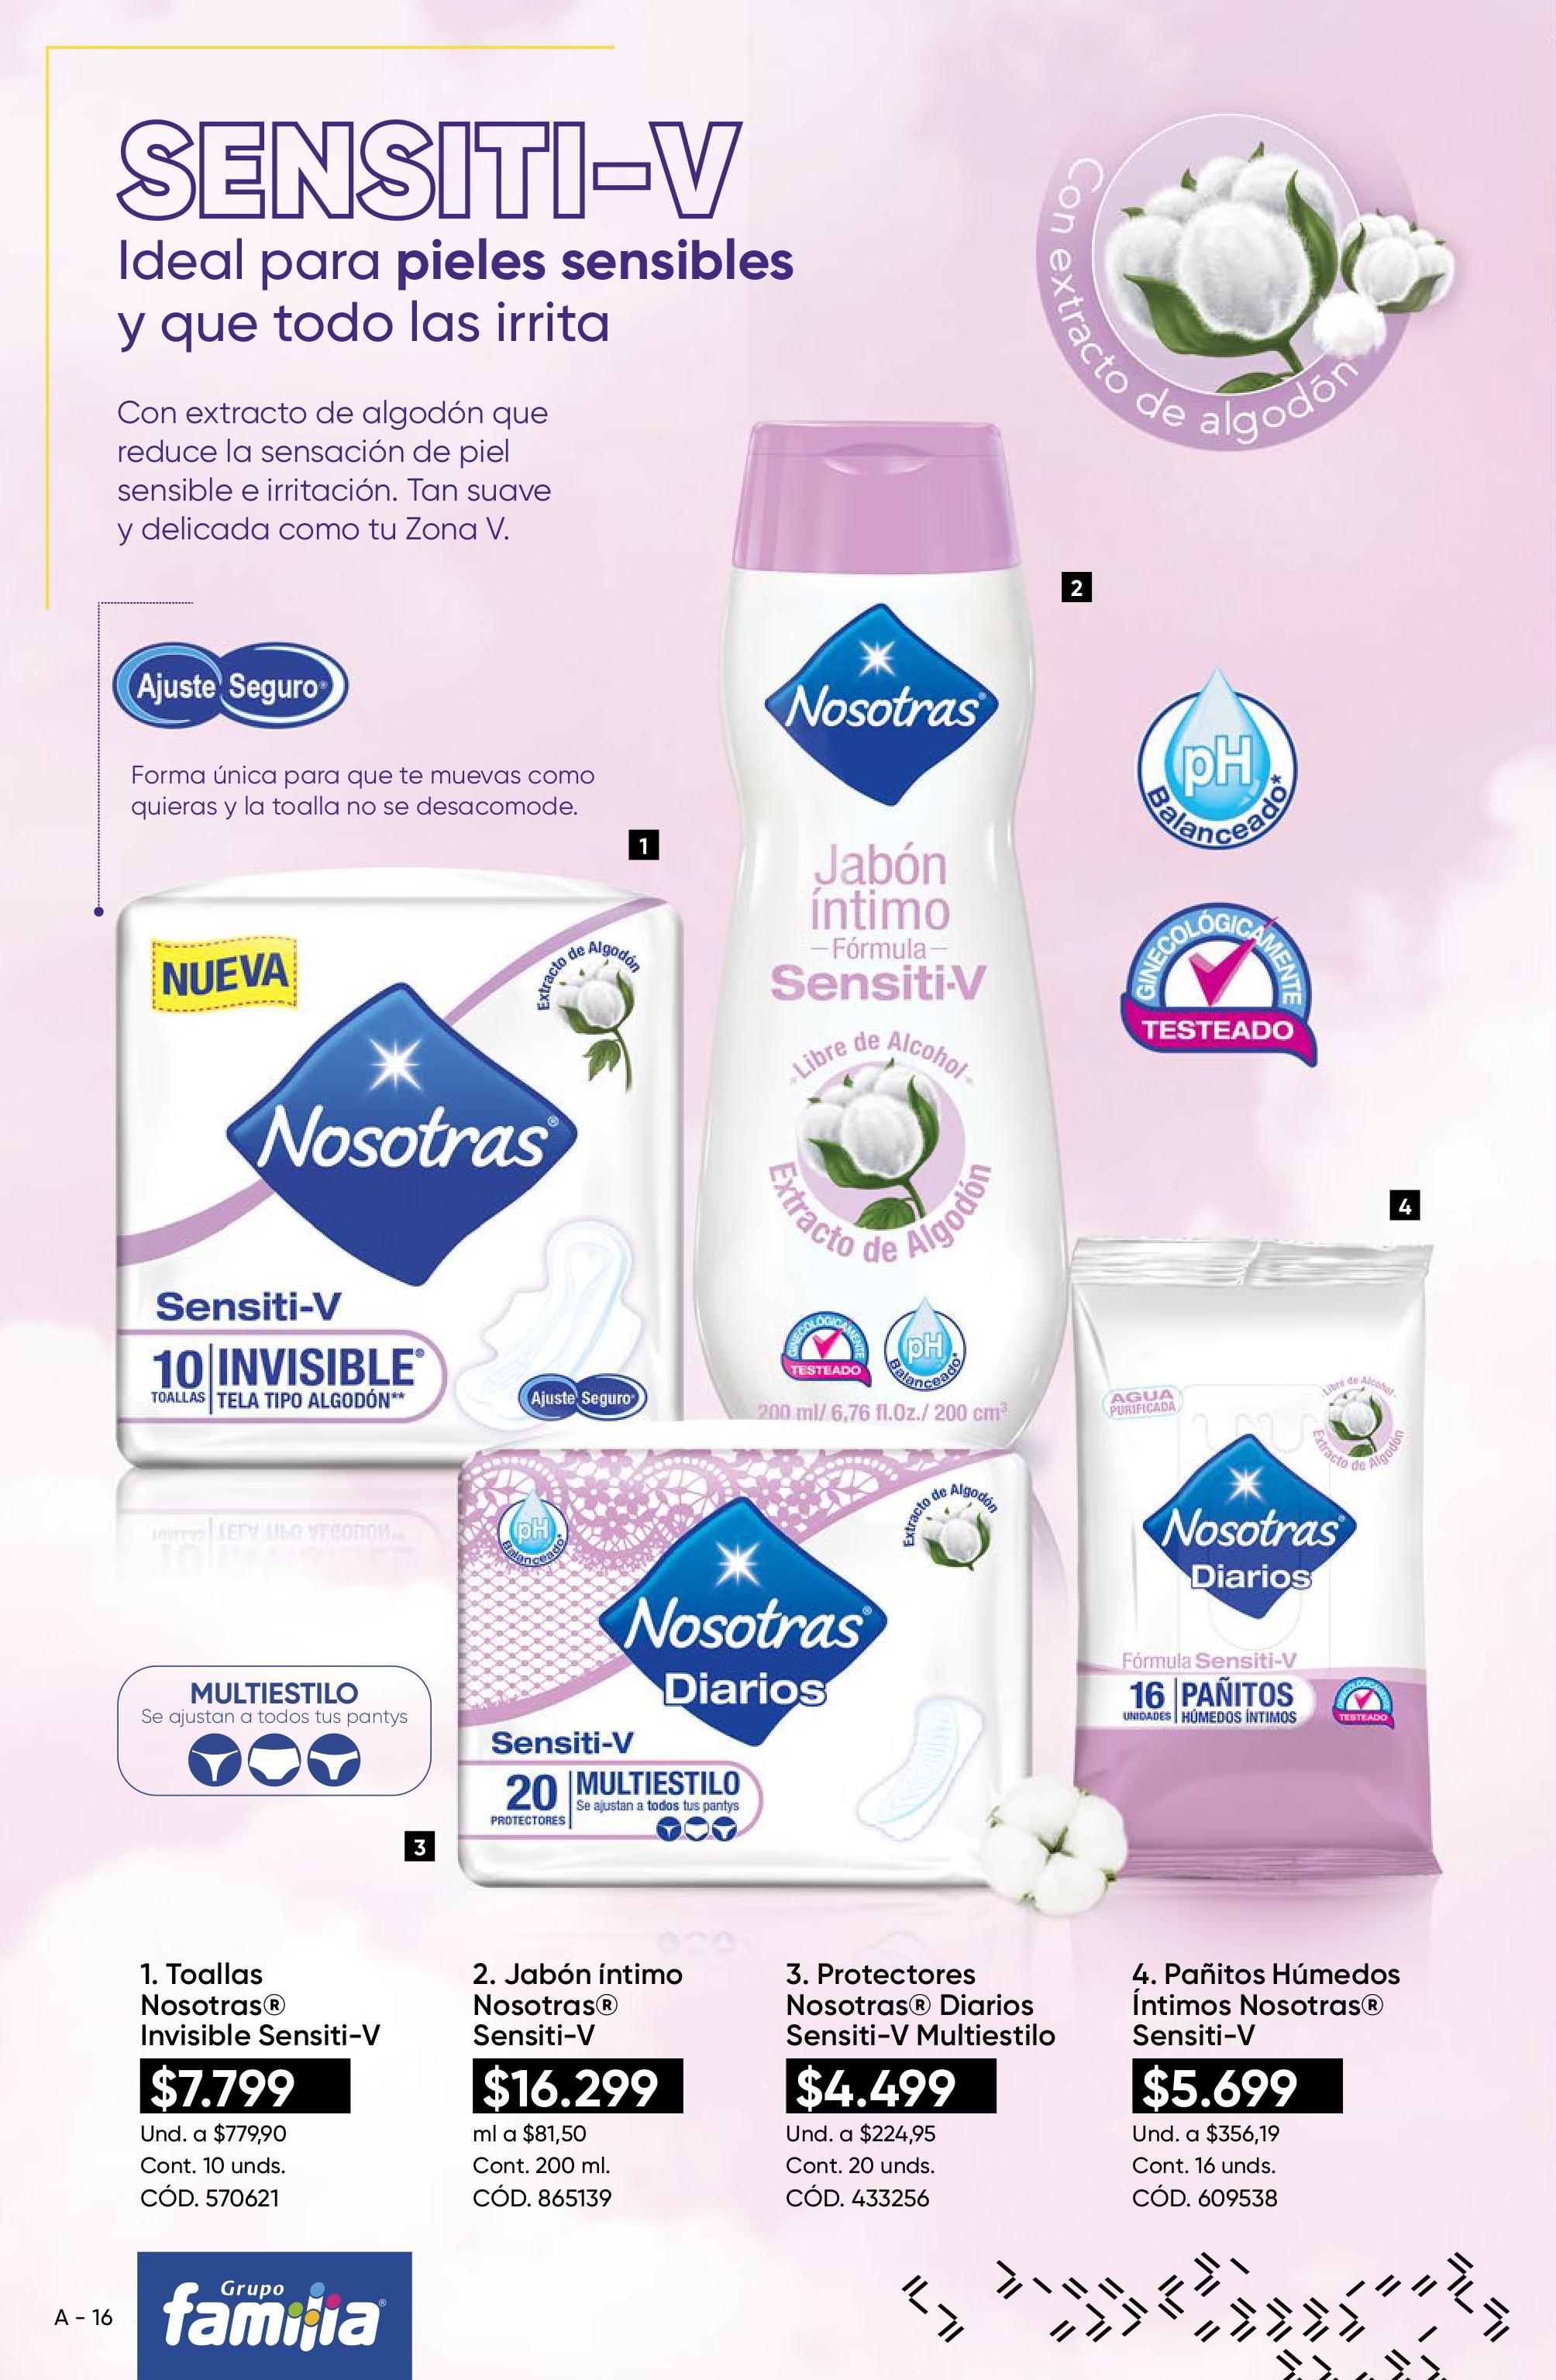 SENSITI-V
Ideal para pieles sensibles
y que todo las irrita
Con extracto de algodón que
reduce la sensación de piel
sensible e irritación. Tan suave
y delicada como tu Zona V.
Con extracto de algodón
Ajuste Seguro®
Forma única para que te muevas como
quieras y la toalla no se desacomode.
1
2
Nosotras®
Jabón
íntimo
Fórmula
Sensiti-V
Libre de Alcohol
Extracto de Algodón
GINECOLÓGICAMENTE
TESTEADO
pH
Balanceado*
200 ml/ 6,76 fl.Oz./ 200 cm³
pH
Balanceado*
GINECOLÓGICAMENTE
TESTEADO
NUEVA
Extracto de Algodón
Nosotras®
Sensiti-V
10 INVISIBLE®
TOALLAS TELA TIPO ALGODÓN**
Ajuste Seguro®
4
AGUA
PURIFICADA
Libre de Alcohol
Extracto de Algodón
Nosotras®
Diarios
Fórmula Sensiti-V
16 PAÑITOS
UNIDADES HÚMEDOS ÍNTIMOS
GINECOLÓGICAMENTE
TESTEADO
pH
Balanceado*
Extracto de Algodón
Nosotras®
Diarios
Sensiti-V
20 MULTIESTILO
PROTECTORES Se ajustan a todos tus pantys
MULTIESTILO
Se ajustan a todos tus pantys
3
1. Toallas
Nosotras®
Invisible Sensiti-V
$7.799
Und. a $779,90
Cont. 10 unds.
CÓD. 570621
2. Jabón íntimo
Nosotras®
Sensiti-V
$16.299
ml a $81,50
Cont. 200 ml.
CÓD. 865139
3. Protectores
Nosotras® Diarios
Sensiti-V Multiestilo
$4.499
Und. a $224,95
Cont. 20 unds.
CÓD. 433256
4. Pañitos Húmedos
Íntimos Nosotras®
Sensiti-V
$5.699
Und. a $356,19
Cont. 16 unds.
CÓD. 609538
A - 16
Grupo
familia®